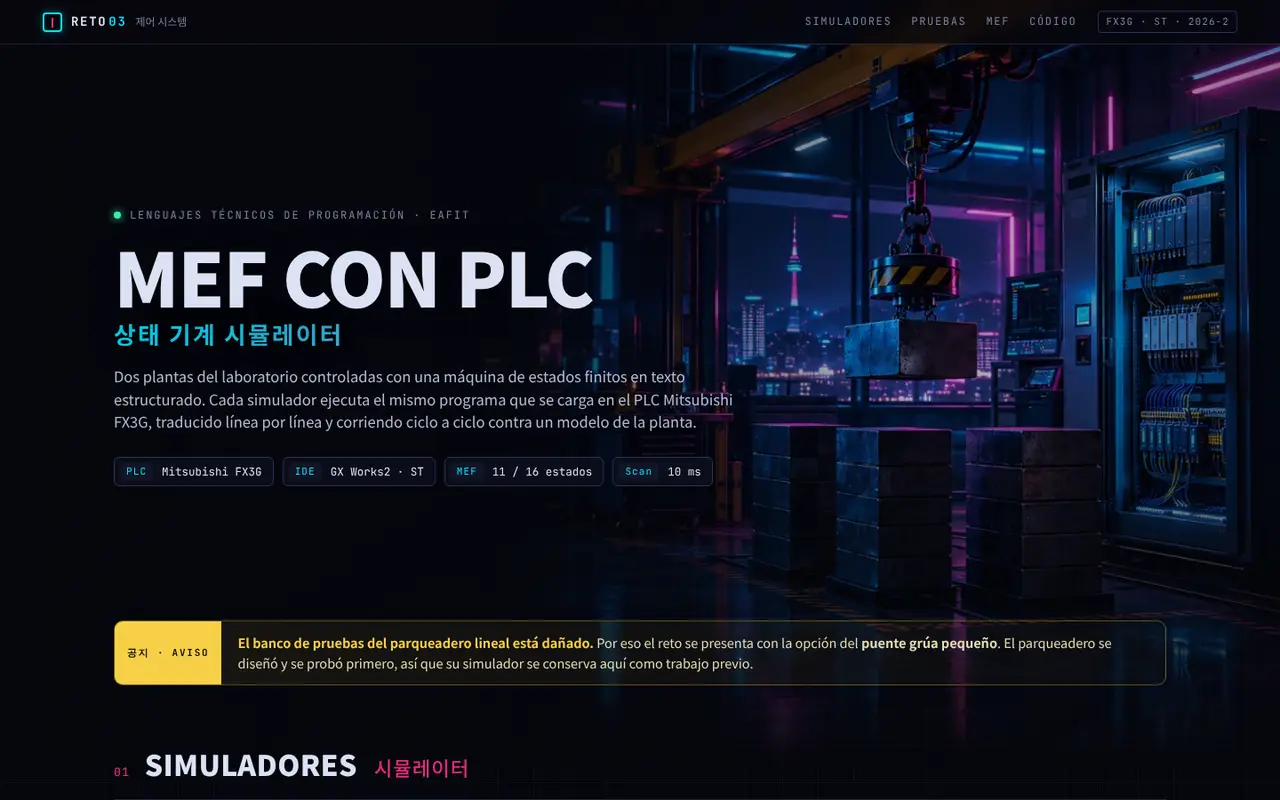 RETO03 제어 시스템
SIMULADORES PRUEBAS MEF CÓDIGO FX3G · ST · 2026-2
LENGUAJES TÉCNICOS DE PROGRAMACIÓN · EAFIT
MEF CON PLC
상태 기계 시뮬레이터
Dos plantas del laboratorio controladas con una máquina de estados finitos en texto
estructurado. Cada simulador ejecuta el mismo programa que se carga en el PLC Mitsubishi
FX3G, traducido línea por línea y corriendo ciclo a ciclo contra un modelo de la planta.
PLC Mitsubishi FX3G IDE GX Works2 · ST MEF 11 / 16 estados Scan 10 ms
공지 · AVISO
El banco de pruebas del parqueadero lineal está dañado. Por eso el reto se presenta con la opción del puente grúa pequeño. El parqueadero se
diseñó y se probó primero, así que su simulador se conserva aquí como trabajo previo.
01 SIMULADORES 시뮬레이터